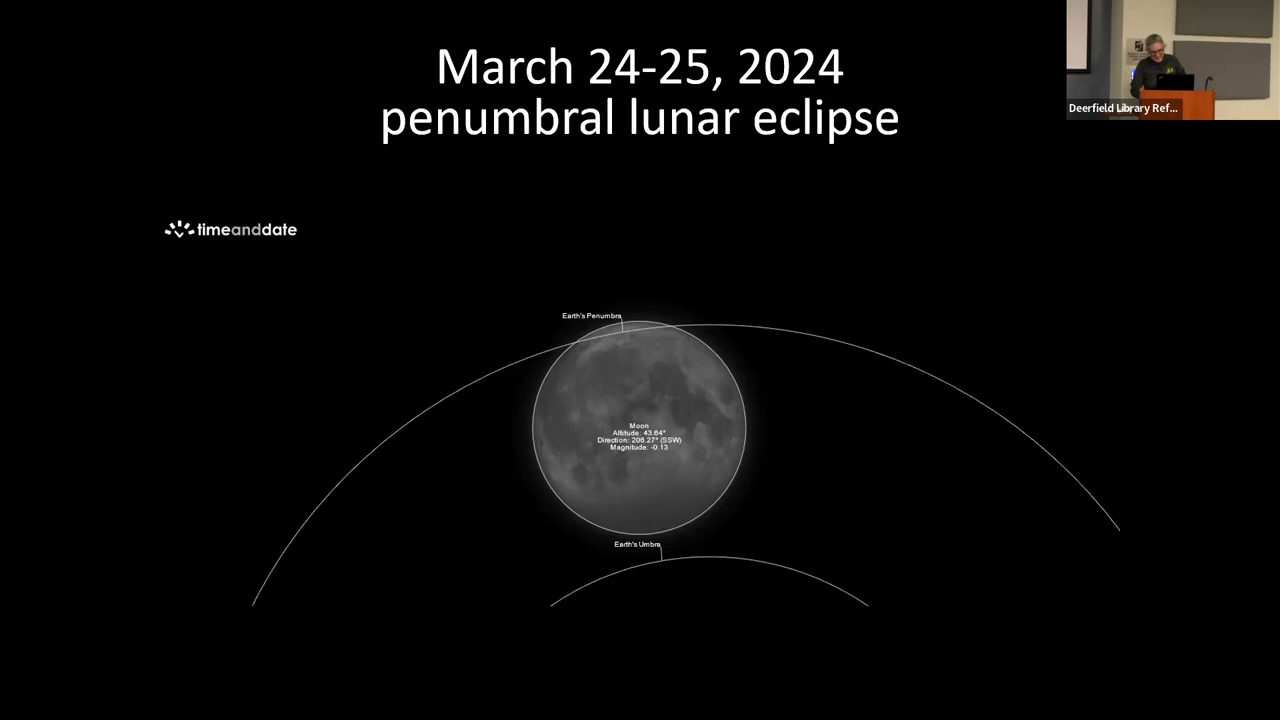 March 24-25, 2024
penumbral lunar eclipse
Deerfield Library Ref...
timeanddate
Earth's Penumbra
Moon
Altitude: 43.64°
Direction: 206.27° (SSW)
Magnitude: -0.13
Earth's Umbra